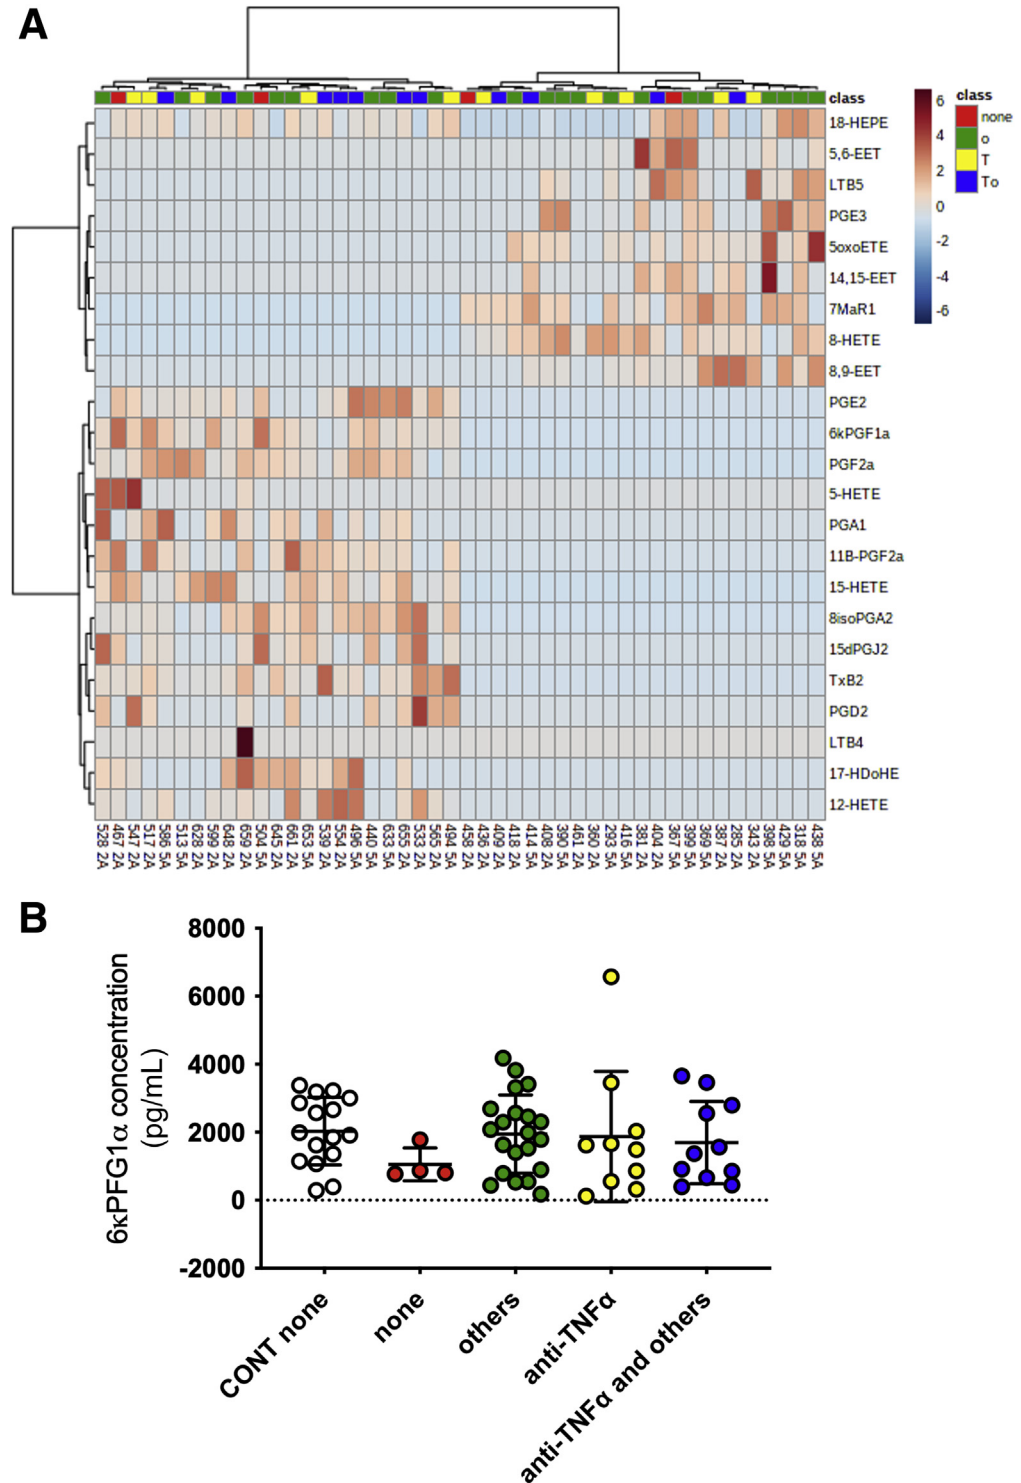 A
class
18-HEPE
5,6-EET
LTB5
PGE3
5oxoETE
14,15-EET
7MaR1
8-HETE
8,9-EET
PGE2
6kPGF1a
PGF2a
5-HETE
PGA1
11B-PGF2a
15-HETE
8isoPGA2
15dPGJ2
TxB2
PGD2
LTB4
17-HDoHE
12-HETE
6
4
2
0
-2
-4
-6
class
none
o
T
To
528 2A
467 2A
547 2A
517 2A
586 5A
513 5A
628 2A
599 2A
648 2A
659 2A
504 5A
645 2A
661 2A
653 5A
539 2A
554 2A
496 5A
440 5A
633 5A
655 2A
533 2A
565 2A
494 5A
458 2A
436 2A
409 2A
418 2A
414 5A
408 2A
390 5A
461 2A
360 2A
293 5A
416 5A
381 2A
404 2A
367 5A
399 5A
369 5A
387 2A
285 2A
343 2A
398 5A
429 5A
318 5A
438 5A
B
6κPFG1α concentration
(pg/mL)
8000
6000
4000
2000
0
-2000
CONT none
none
others
anti-TNFα
anti-TNFα and others